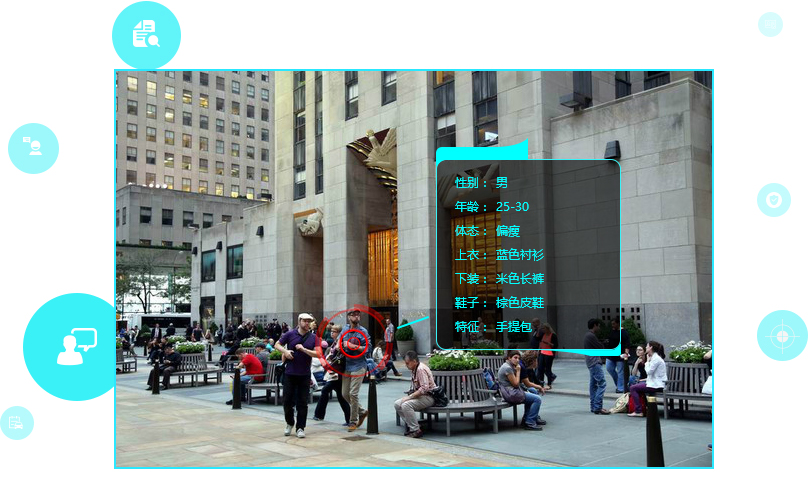 性别： 男
年龄： 25-30
体态： 偏瘦
上衣： 蓝色衬衫
下装： 米色长裤
鞋子： 棕色皮鞋
特征： 手提包